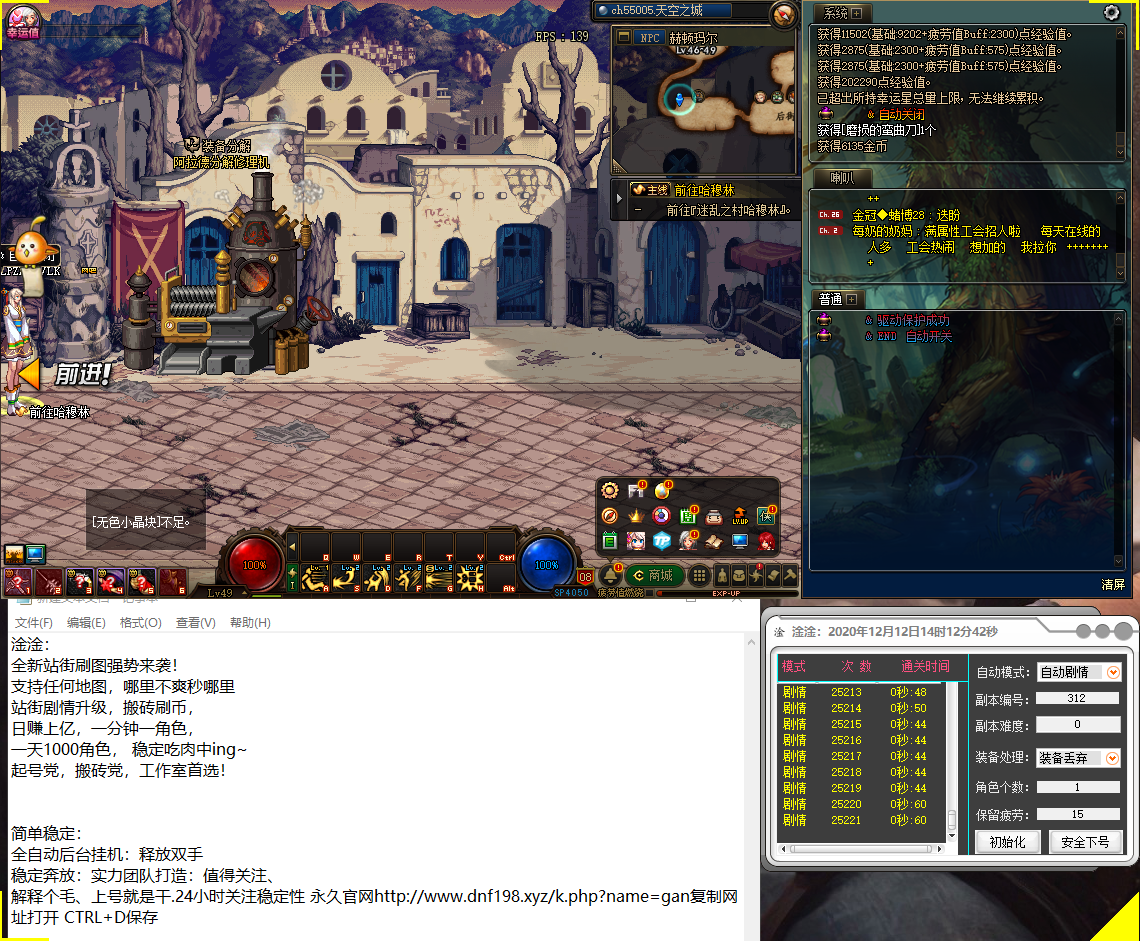 幸运值
FPS : 139
ch55005.天空之城
NPC 赫顿玛尔
Lv46-49
后街
主线 前往哈穆林
- 前往『迷乱之村哈穆林』。
装备分解
阿拉德分解修理机
前进!
前往哈穆林
[无色小晶块]不足。
100%
100%
Q W E R T Y Ctrl
A S D F G H Alt
Lv49
SP4050
08
商城
疲劳值燃烧
EXP-UP
LV.UP
TP
侠
系统
获得11502(基础:9202+疲劳值Buff:2300)点经验值。
获得2875(基础:2300+疲劳值Buff:575)点经验值。
获得2875(基础:2300+疲劳值Buff:575)点经验值。
获得202290点经验值。
已超出所持幸运星总量上限，无法继续累积。
& 自动关闭
获得[磨损的弯曲刀]1个
获得6135金币
喇叭
++
Ch. 26 金冠◆蝽博28：迭盼
Ch. 2 每奶的奶妈：满属性工会招人啦 每天在线的
人多 工会热闹 想加的 我拉你 +++++++
+
普通
& 驱动保护成功
& END 自动开关
清屏
文件(F) 编辑(E) 格式(O) 查看(V) 帮助(H)
淦淦：
全新站街刷图强势来袭！
支持任何地图，哪里不爽秒哪里
站街剧情升级，搬砖刷币，
日赚上亿，一分钟一角色，
一天1000角色， 稳定吃肉中ing~
起号党，搬砖党，工作室首选！
简单稳定：
全自动后台挂机：释放双手
稳定奔放：实力团队打造：值得关注、
解释个毛、上号就是干.24小时关注稳定性 永久官网http://www.dnf198.xyz/k.php?name=gan复制网
址打开 CTRL+D保存
淦 淦淦：2020年12月12日14时12分42秒
模式 次 数 通关时间
剧情 25213 0秒:48
剧情 25214 0秒:50
剧情 25215 0秒:44
剧情 25216 0秒:44
剧情 25217 0秒:44
剧情 25218 0秒:44
剧情 25219 0秒:44
剧情 25220 0秒:60
剧情 25221 0秒:60
自动模式： 自动剧情
副本编号： 312
副本难度： 0
装备处理： 装备丢弃
角色个数： 1
保留疲劳： 15
初始化 安全下号